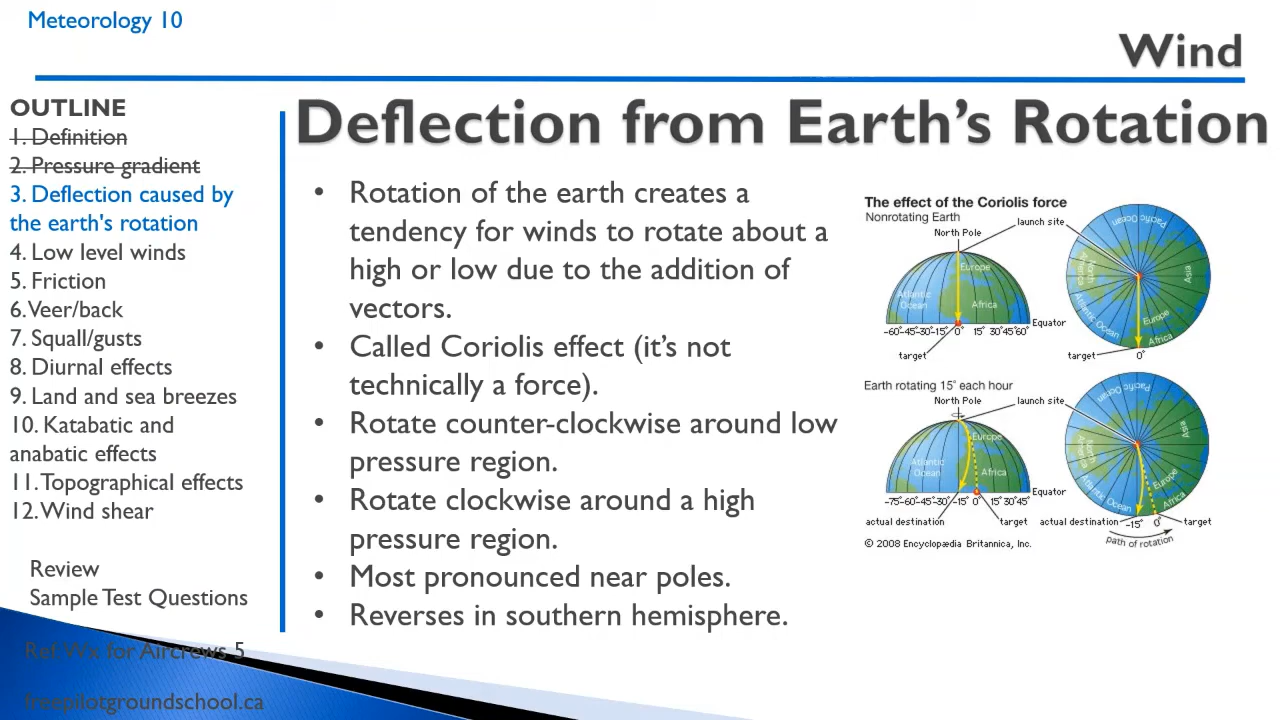 Meteorology 10
Wind
OUTLINE
1. Definition
2. Pressure gradient
3. Deflection caused by
the earth's rotation
4. Low level winds
5. Friction
6. Veer/back
7. Squall/gusts
8. Diurnal effects
9. Land and sea breezes
10. Katabatic and
anabatic effects
11. Topographical effects
12. Wind shear
Review
Sample Test Questions
Ref. Wx for Aircrews 5
freepilotgroundschool.ca
Deflection from Earth's Rotation
• Rotation of the earth creates a
tendency for winds to rotate about a
high or low due to the addition of
vectors.
• Called Coriolis effect (it's not
technically a force).
• Rotate counter-clockwise around low
pressure region.
• Rotate clockwise around a high
pressure region.
• Most pronounced near poles.
• Reverses in southern hemisphere.
The effect of the Coriolis force
Nonrotating Earth
launch site
North Pole
Europe
Atlantic
Ocean
Africa
-60° -45° -30° -15° 0° 15° 30° 45° 60°
Equator
target
Pacific Ocean
North
America
Asia
Atlantic Ocean
Europe
Africa
target
0°
Earth rotating 15° each hour
North Pole
launch site
Europe
Atlantic
Ocean
Africa
-75° -60° -45° -30° -15° 0° 15° 30° 45°
Equator
actual destination
target
Pacific Ocean
North
America
Asia
Atlantic Ocean
Europe
Africa
actual destination
-15° 0°
target
path of rotation
© 2008 Encyclopædia Britannica, Inc.